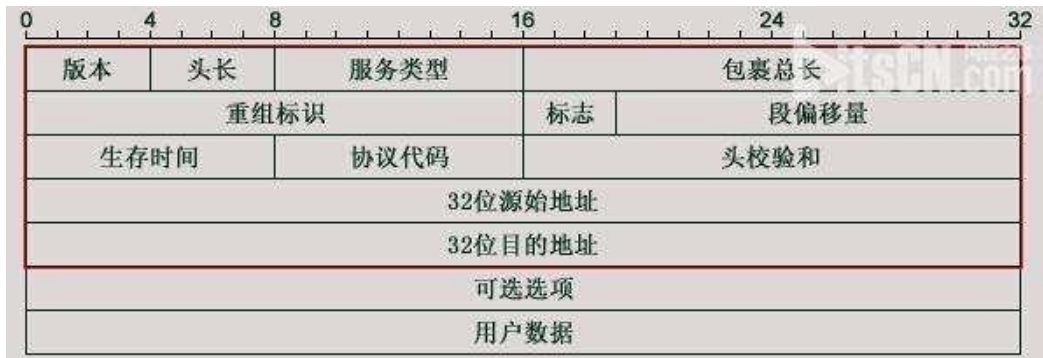 0 4 8 16 24 32
版本 头长 服务类型 包裹总长
重组标识 标志 段偏移量
生存时间 协议代码 头校验和
32位源始地址
32位目的地址
可选选项
用户数据